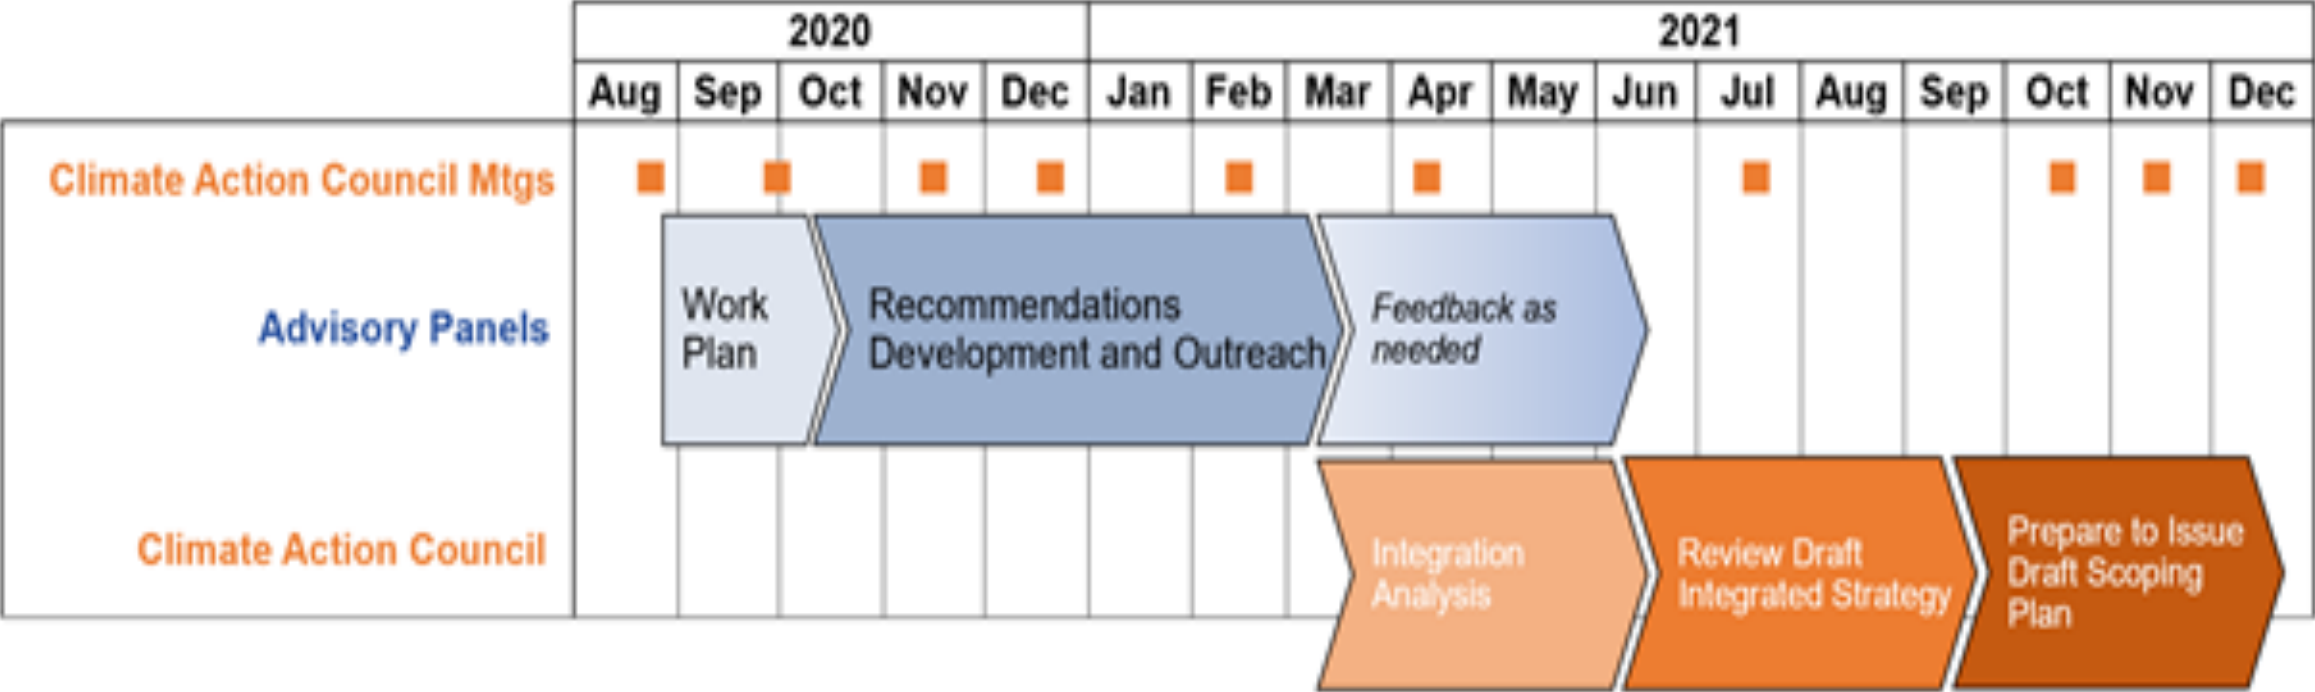 2020 2021
Aug Sep Oct Nov Dec Jan Feb Mar Apr May Jun Jul Aug Sep Oct Nov Dec
Climate Action Council Mtgs
Advisory Panels
Work
Plan
Recommendations
Development and Outreach
Feedback as
needed
Climate Action Council
Integration
Analysis
Review Draft
Integrated Strategy
Prepare to Issue
Draft Scoping
Plan